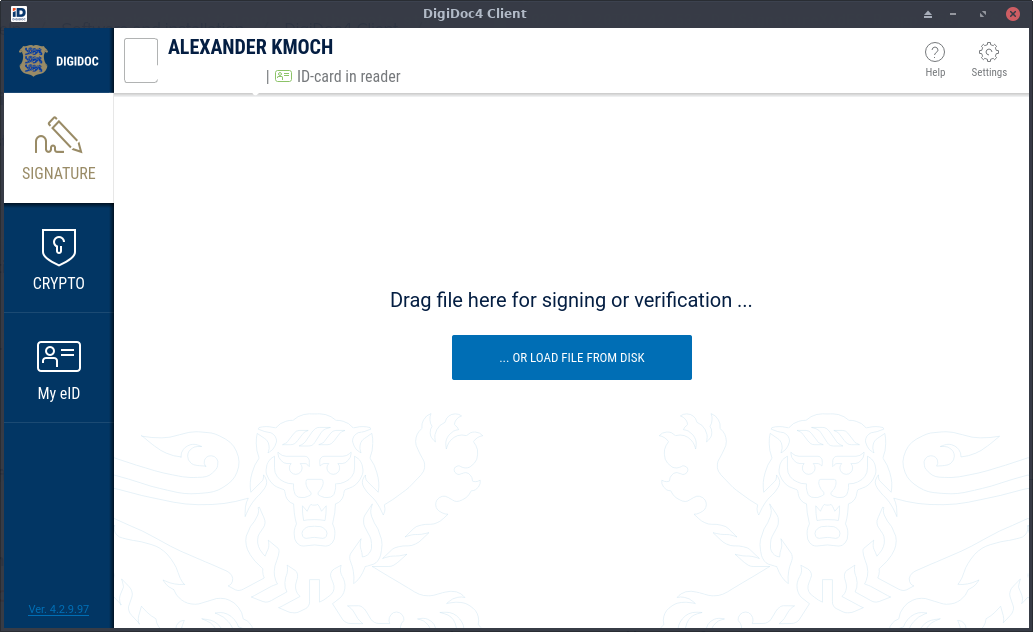 iD
DigiDoc4 Client
DIGIDOC
ALEXANDER KMOCH
| ID-card in reader
Help
Settings
SIGNATURE
CRYPTO
My eID
Drag file here for signing or verification ...
... OR LOAD FILE FROM DISK
Ver. 4.2.9.97